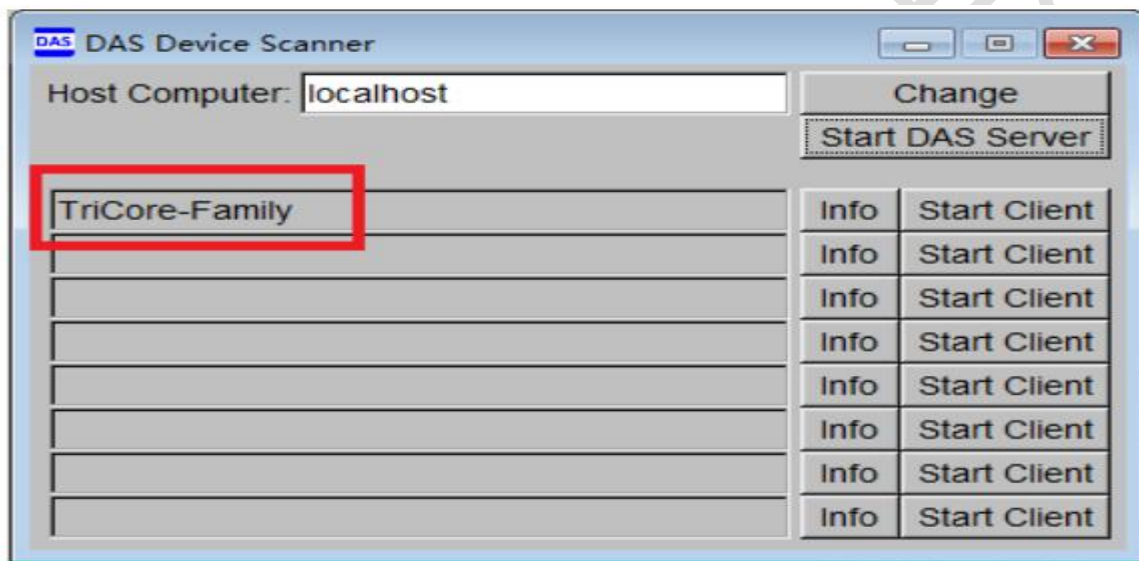 DAS DAS Device Scanner
Host Computer: localhost Change
Start DAS Server
TriCore-Family Info Start Client
Info Start Client
Info Start Client
Info Start Client
Info Start Client
Info Start Client
Info Start Client
Info Start Client